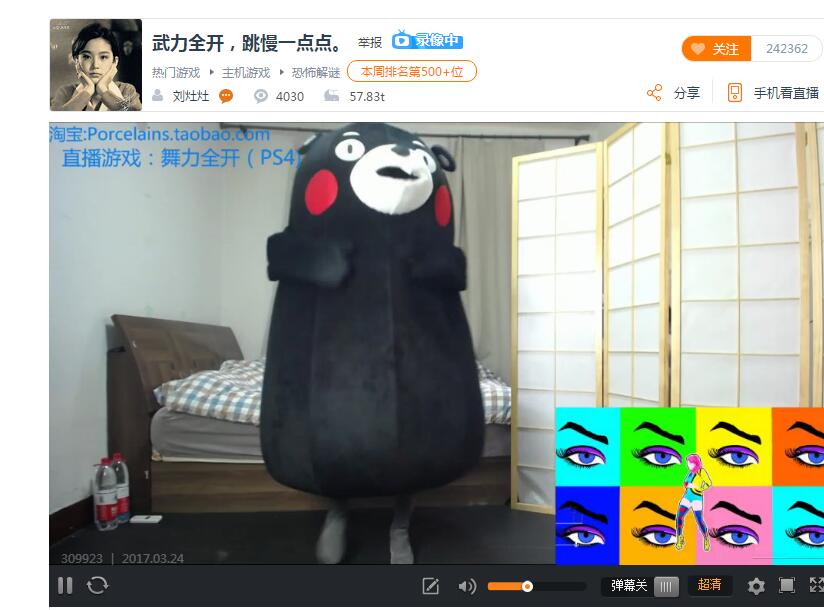 武力全开，跳慢一点点。 举报 录像中
关注 242362
热门游戏 主机游戏 恐怖解谜 本周排名第500+位
刘灶灶 4030 57.83t
分享 手机看直播
淘宝:Porcelains.taobao.com
直播游戏：舞力全开（PS4）
309923 | 2017.03.24
弹幕关 超清